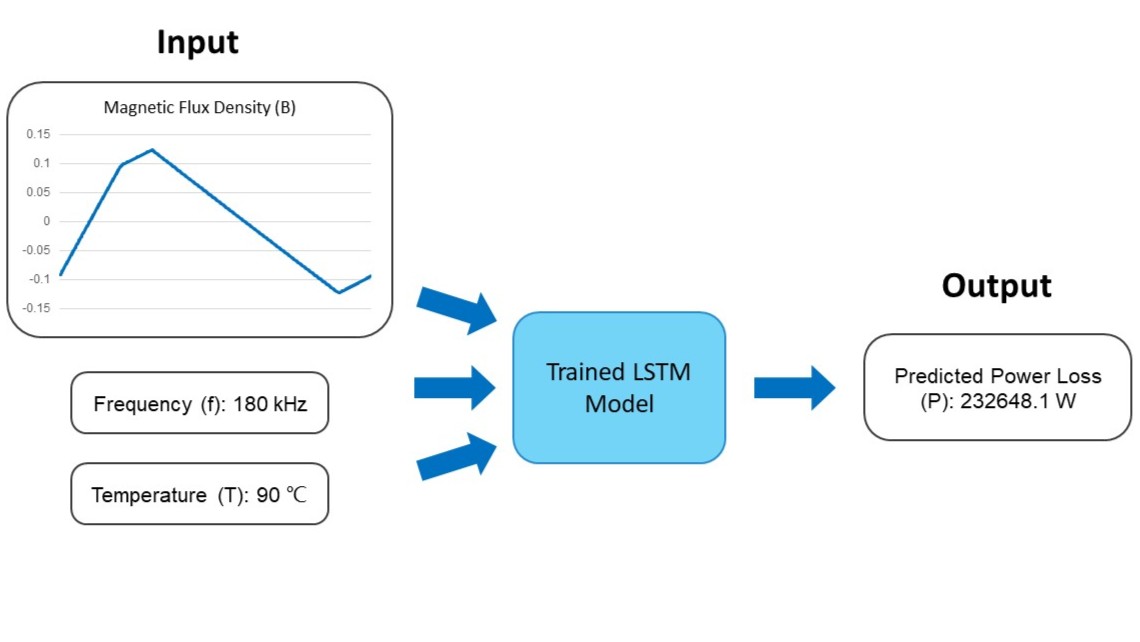 Input
Magnetic Flux Density (B)
0.15
0.1
0.05
0
-0.05
-0.1
-0.15
Frequency (f): 180 kHz
Temperature (T): 90 ℃
Trained LSTM
Model
Output
Predicted Power Loss
(P): 232648.1 W